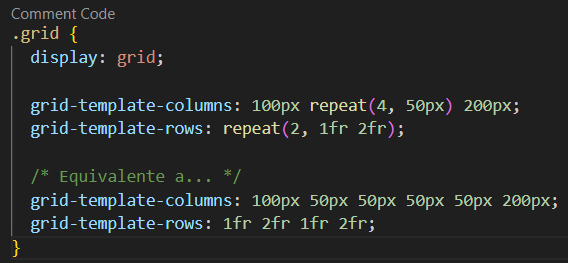 Comment Code
.grid {
display: grid;
grid-template-columns: 100px repeat(4, 50px) 200px;
grid-template-rows: repeat(2, 1fr 2fr);
/* Equivalente a... */
grid-template-columns: 100px 50px 50px 50px 50px 200px;
grid-template-rows: 1fr 2fr 1fr 2fr;
}